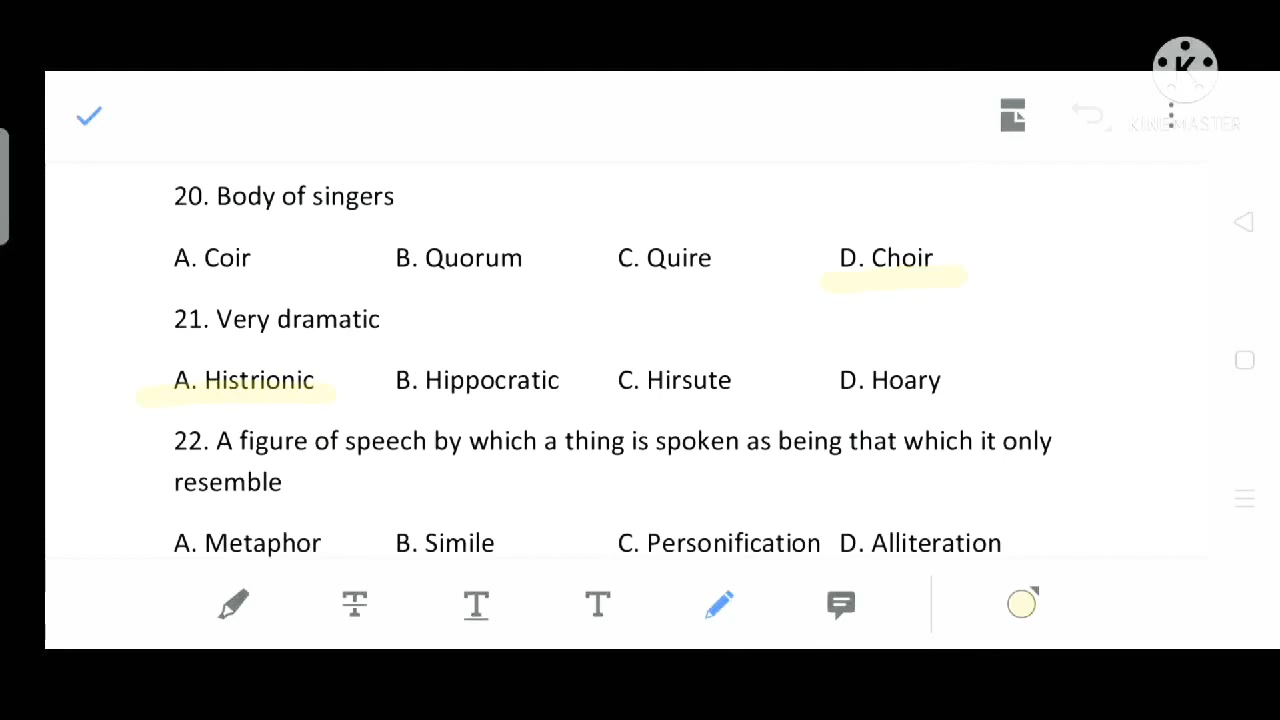 KINEMASTER
20. Body of singers
A. Coir B. Quorum C. Quire D. Choir
21. Very dramatic
A. Histrionic B. Hippocratic C. Hirsute D. Hoary
22. A figure of speech by which a thing is spoken as being that which it only
resemble
A. Metaphor B. Simile C. Personification D. Alliteration